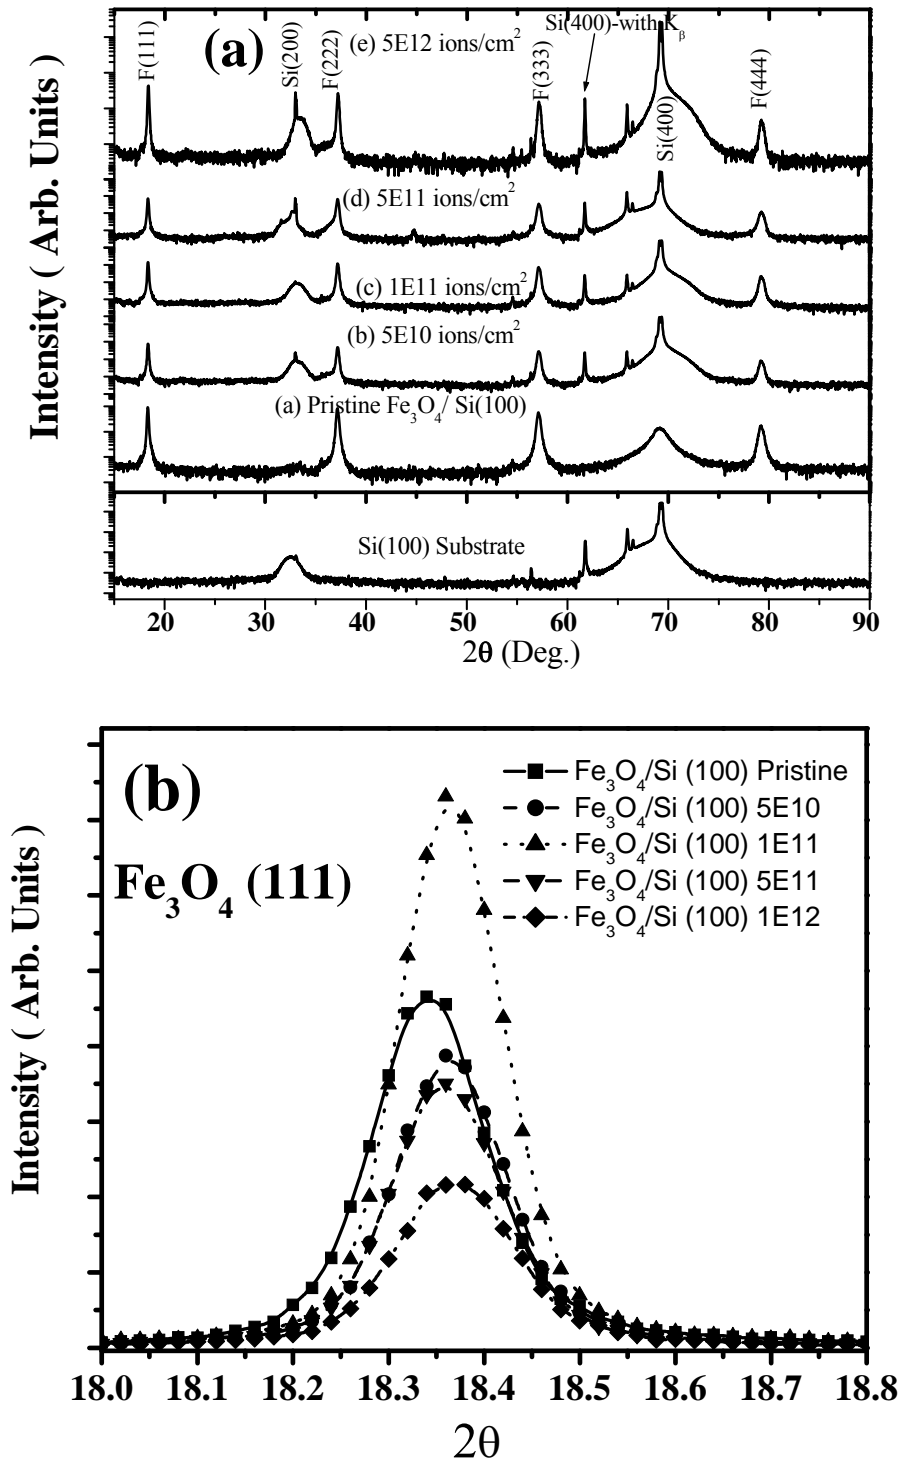 (a)
(e) 5E12 ions/cm²
Si(400)-with K_β
F(111)
Si(200)
F(222)
F(333)
Si(400)
F(444)
(d) 5E11 ions/cm²
(c) 1E11 ions/cm²
(b) 5E10 ions/cm²
(a) Pristine Fe₃O₄/ Si(100)
Si(100) Substrate
Intensity ( Arb. Units )
20 30 40 50 60 70 80 90
2θ (Deg.)
(b)
Fe₃O₄ (111)
Fe₃O₄/Si (100) Pristine
Fe₃O₄/Si (100) 5E10
Fe₃O₄/Si (100) 1E11
Fe₃O₄/Si (100) 5E11
Fe₃O₄/Si (100) 1E12
Intensity ( Arb. Units )
18.0 18.1 18.2 18.3 18.4 18.5 18.6 18.7 18.8
2θ